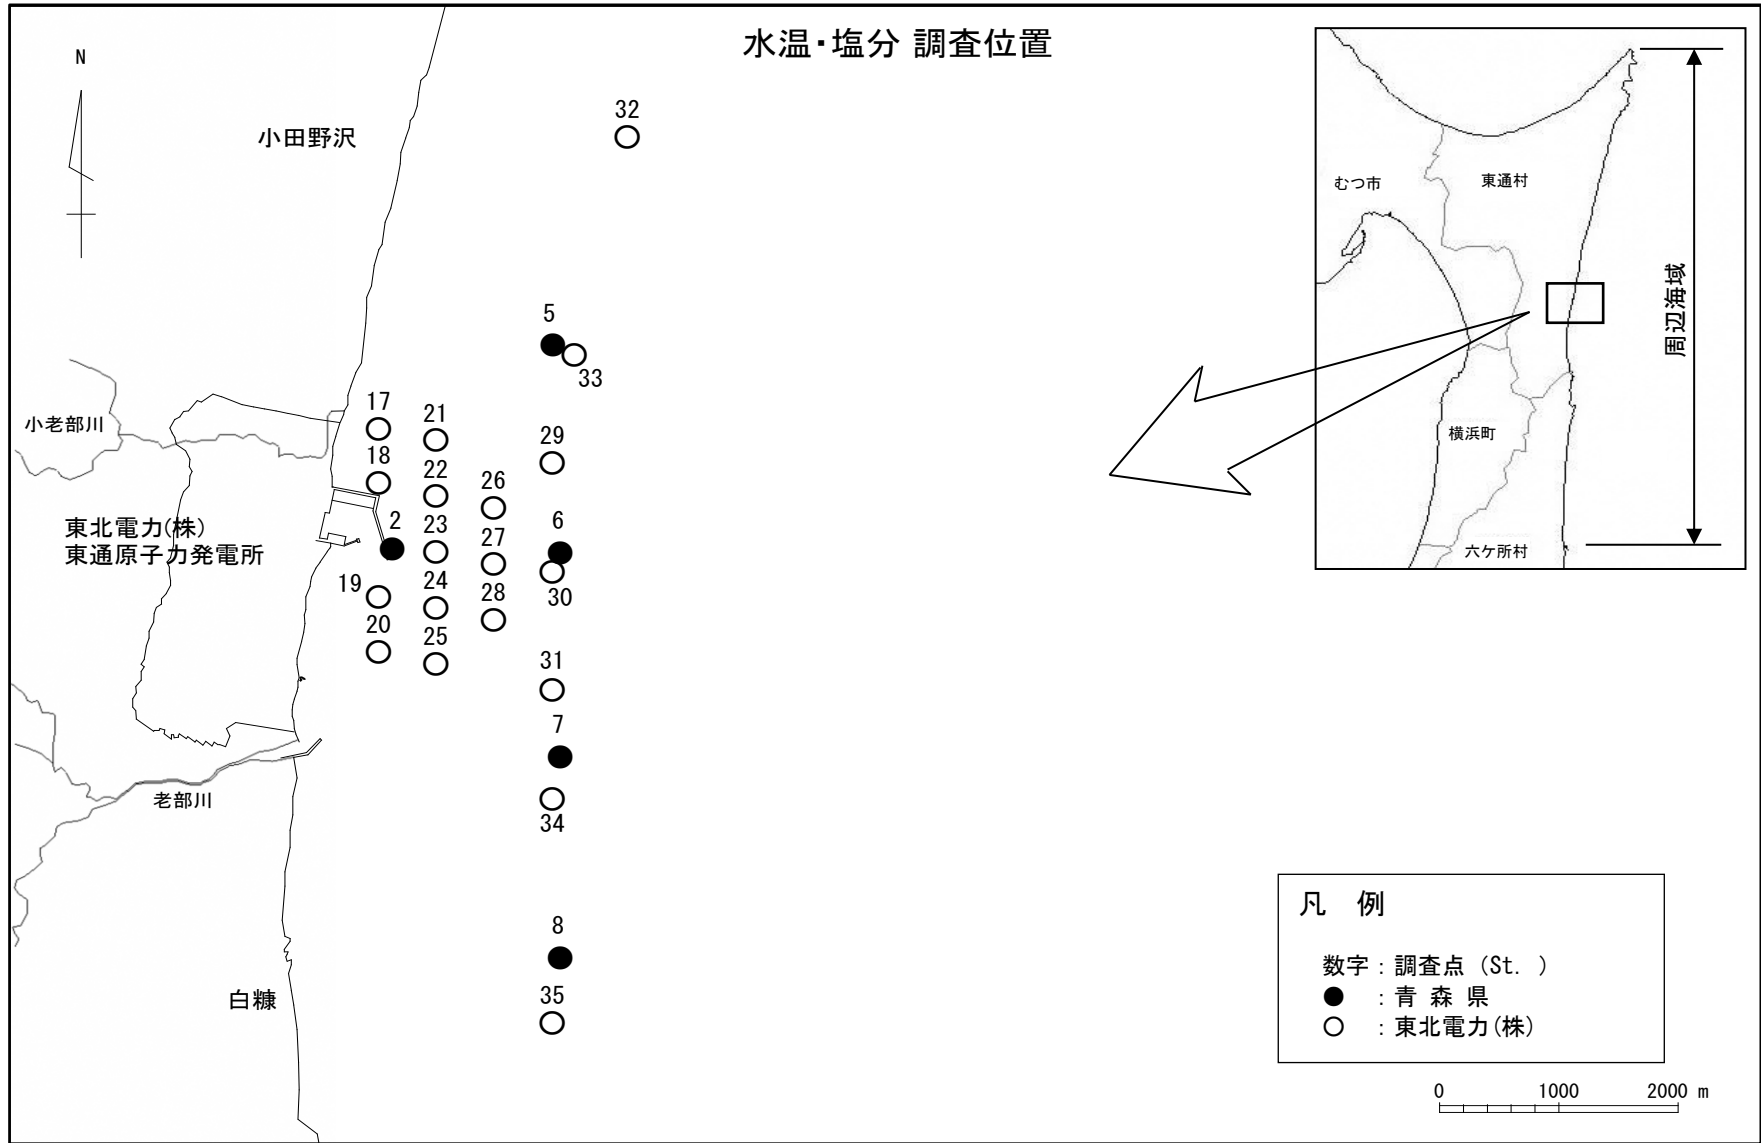 水温・塩分 調査位置
N
小田野沢
32
むつ市
東通村
周辺海域
横浜町
六ケ所村
5
33
小老部川
17
21
29
18
22
26
東北電力(株)
東通原子力発電所
2
23
27
6
19
24
28
30
20
25
31
7
老部川
34
8
白糠
35
凡 例
数字 : 調査点 (St. )
● : 青 森 県
○ : 東北電力(株)
0 1000 2000 m